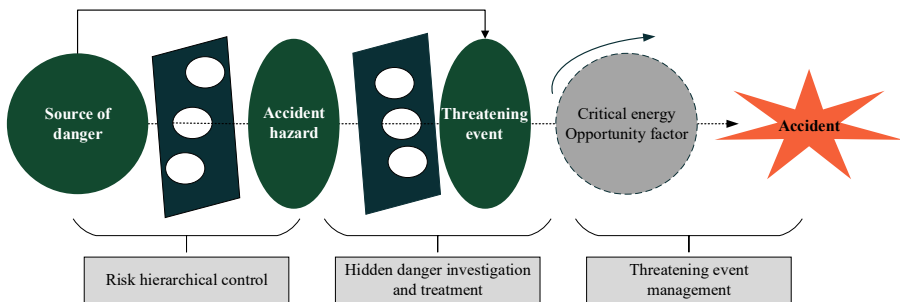 Source of
danger
Accident
hazard
Threatening
event
Critical energy
Opportunity factor
Accident
Risk hierarchical control
Hidden danger investigation
and treatment
Threatening event
management